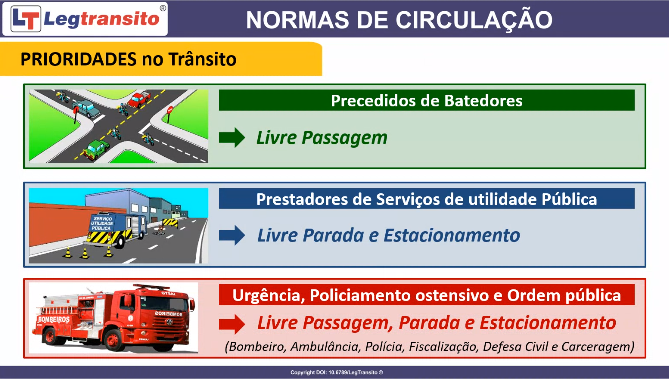 LT Legtransito®
NORMAS DE CIRCULAÇÃO
PRIORIDADES no Trânsito
Precedidos de Batedores
Livre Passagem
Prestadores de Serviços de utilidade Pública
SERVIÇO
UTILIDADE
PÚBLICA
Livre Parada e Estacionamento
Urgência, Policiamento ostensivo e Ordem pública
BOMBEIROS
BOMBEIROS
Livre Passagem, Parada e Estacionamento
(Bombeiro, Ambulância, Polícia, Fiscalização, Defesa Civil e Carceragem)
Copyright DOI: 10.6789/LegTransito ©